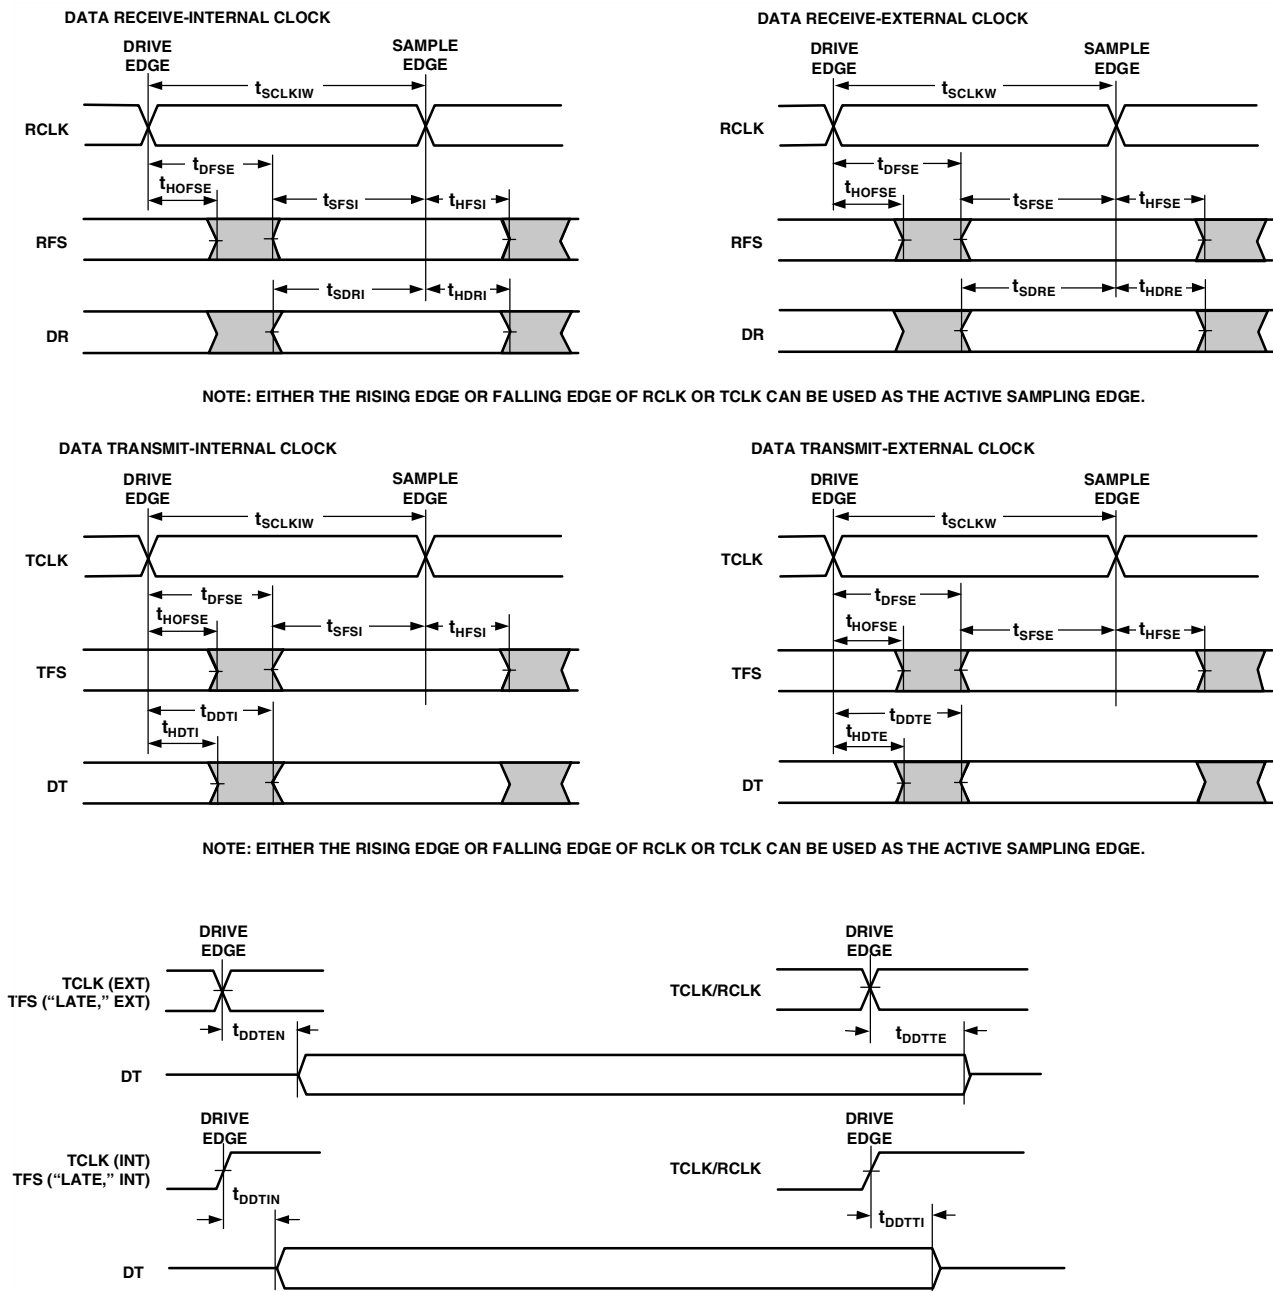 DATA RECEIVE-INTERNAL CLOCK
DRIVE EDGE
SAMPLE EDGE
tSCLKIW
RCLK
tDFSE
tHOFSE
tSFSI
tHFSI
RFS
tSDRI
tHDRI
DR
DATA RECEIVE-EXTERNAL CLOCK
DRIVE EDGE
SAMPLE EDGE
tSCLKW
RCLK
tDFSE
tHOFSE
tSFSE
tHFSE
RFS
tSDRE
tHDRE
DR
NOTE: EITHER THE RISING EDGE OR FALLING EDGE OF RCLK OR TCLK CAN BE USED AS THE ACTIVE SAMPLING EDGE.
DATA TRANSMIT-INTERNAL CLOCK
DRIVE EDGE
SAMPLE EDGE
tSCLKIW
TCLK
tDFSE
tHOFSE
tSFSI
tHFSI
TFS
tDDTI
tHDTI
DT
DATA TRANSMIT-EXTERNAL CLOCK
DRIVE EDGE
SAMPLE EDGE
tSCLKW
TCLK
tDFSE
tHOFSE
tSFSE
tHFSE
TFS
tDDTE
tHDTE
DT
NOTE: EITHER THE RISING EDGE OR FALLING EDGE OF RCLK OR TCLK CAN BE USED AS THE ACTIVE SAMPLING EDGE.
DRIVE EDGE
TCLK (EXT)
TFS (“LATE,” EXT)
tDDTEN
DRIVE EDGE
TCLK/RCLK
tDDTTE
DT
DRIVE EDGE
TCLK (INT)
TFS (“LATE,” INT)
tDDTIN
DRIVE EDGE
TCLK/RCLK
tDDTTI
DT